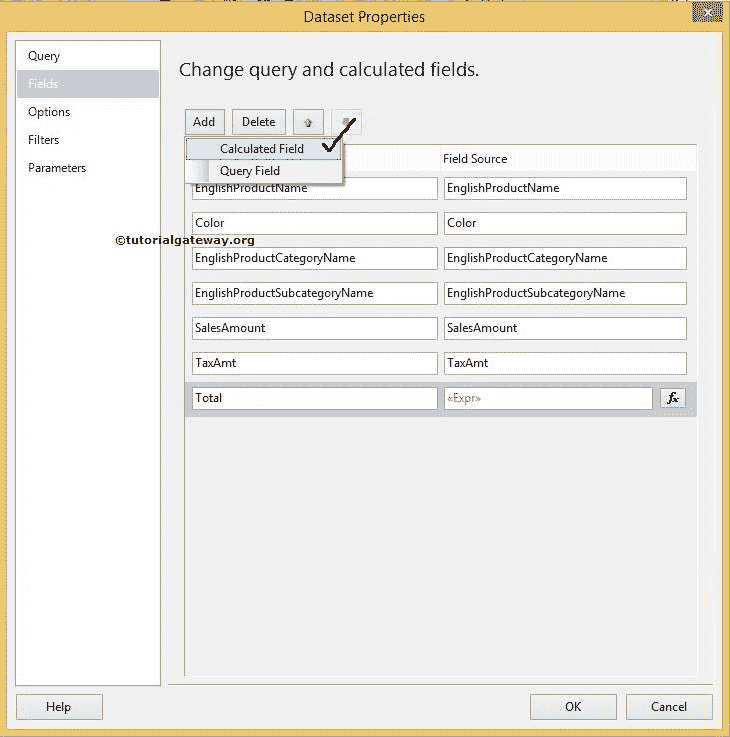 Dataset Properties
Query
Fields
Options
Filters
Parameters
Change query and calculated fields.
Add Delete
Calculated Field
Query Field
Field Source
EnglishProductName EnglishProductName
Color Color
©tutorialgateway.org
EnglishProductCategoryName EnglishProductCategoryName
EnglishProductSubcategoryName EnglishProductSubcategoryName
SalesAmount SalesAmount
TaxAmt TaxAmt
Total «Expr» fx
Help OK Cancel